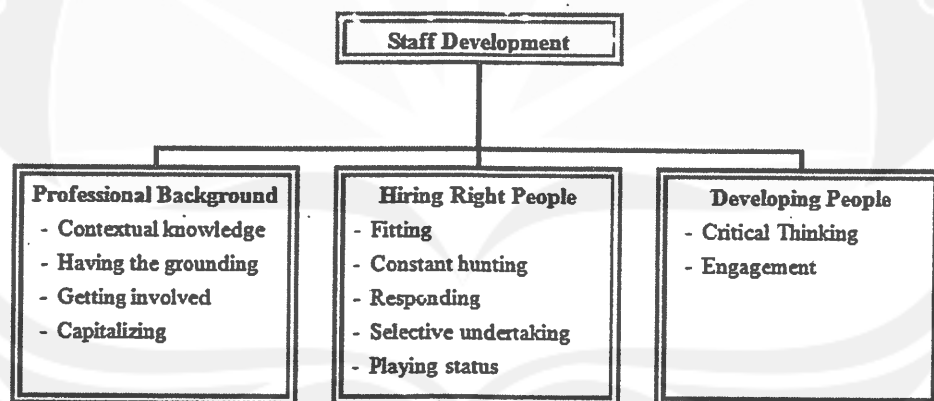 Staff Development
Professional Background
- Contextual knowledge
- Having the grounding
- Getting involved
- Capitalizing
Hiring Right People
- Fitting
- Constant hunting
- Responding
- Selective undertaking
- Playing status
Developing People
- Critical Thinking
- Engagement